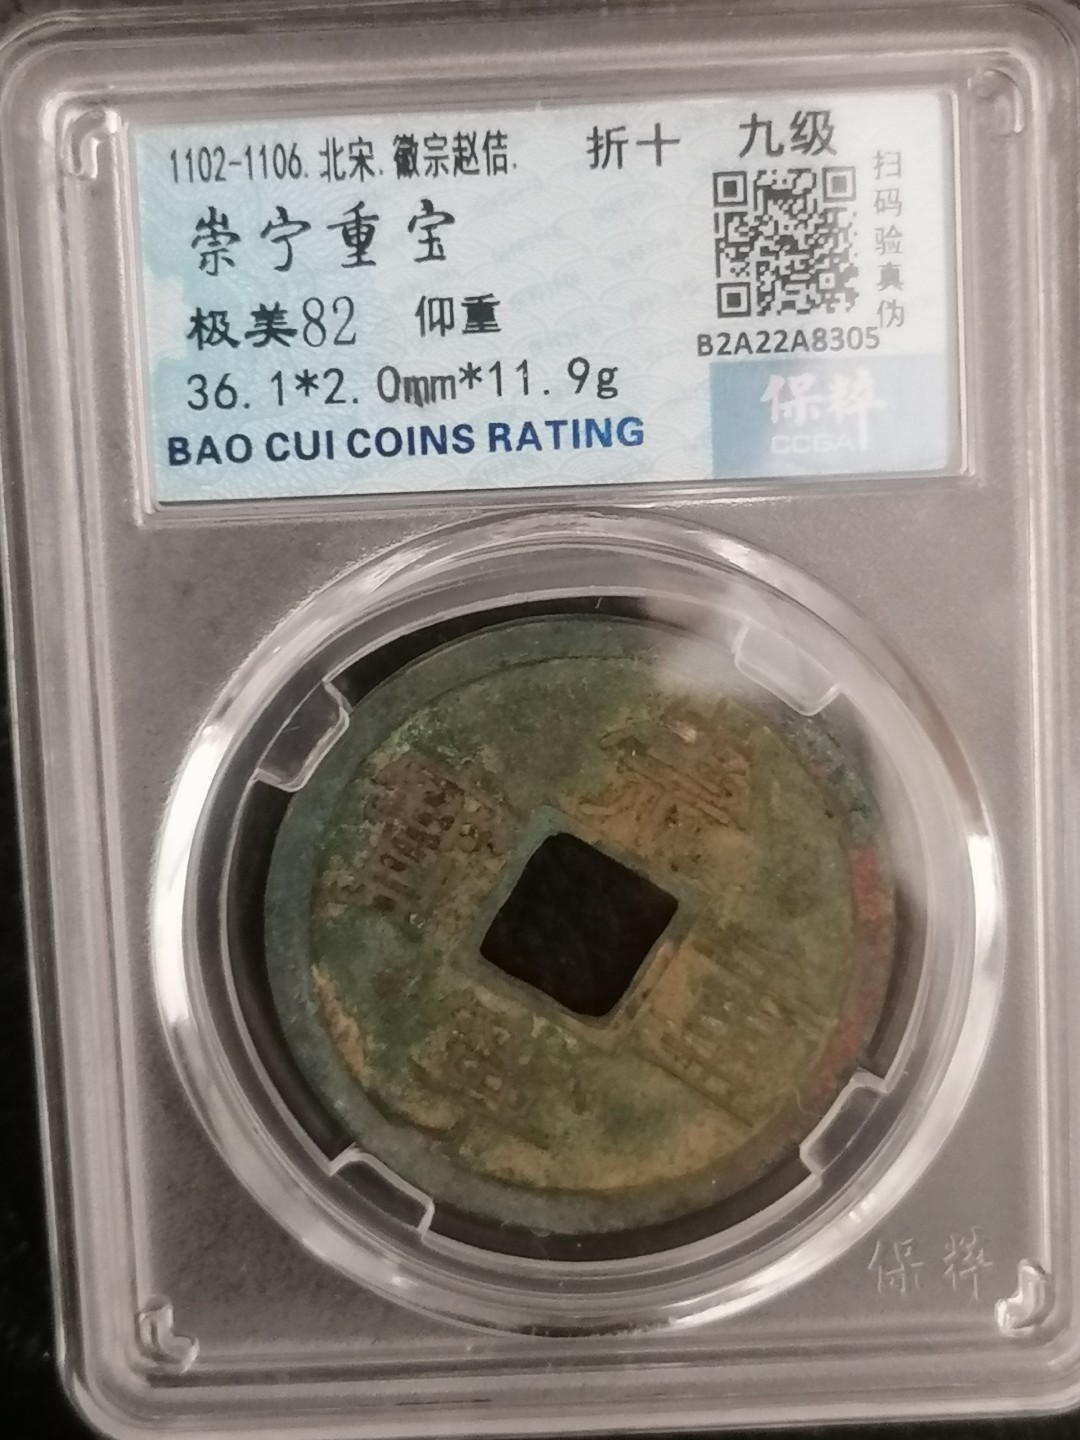 1102-1106. 北宋. 徽宗赵佶. 折十 九级
崇宁重宝
极美82 仰重
36.1*2.0mm*11.9g
BAO CUI COINS RATING
扫码验真伪
B2A22A8305
保粹
CCGA
保粹